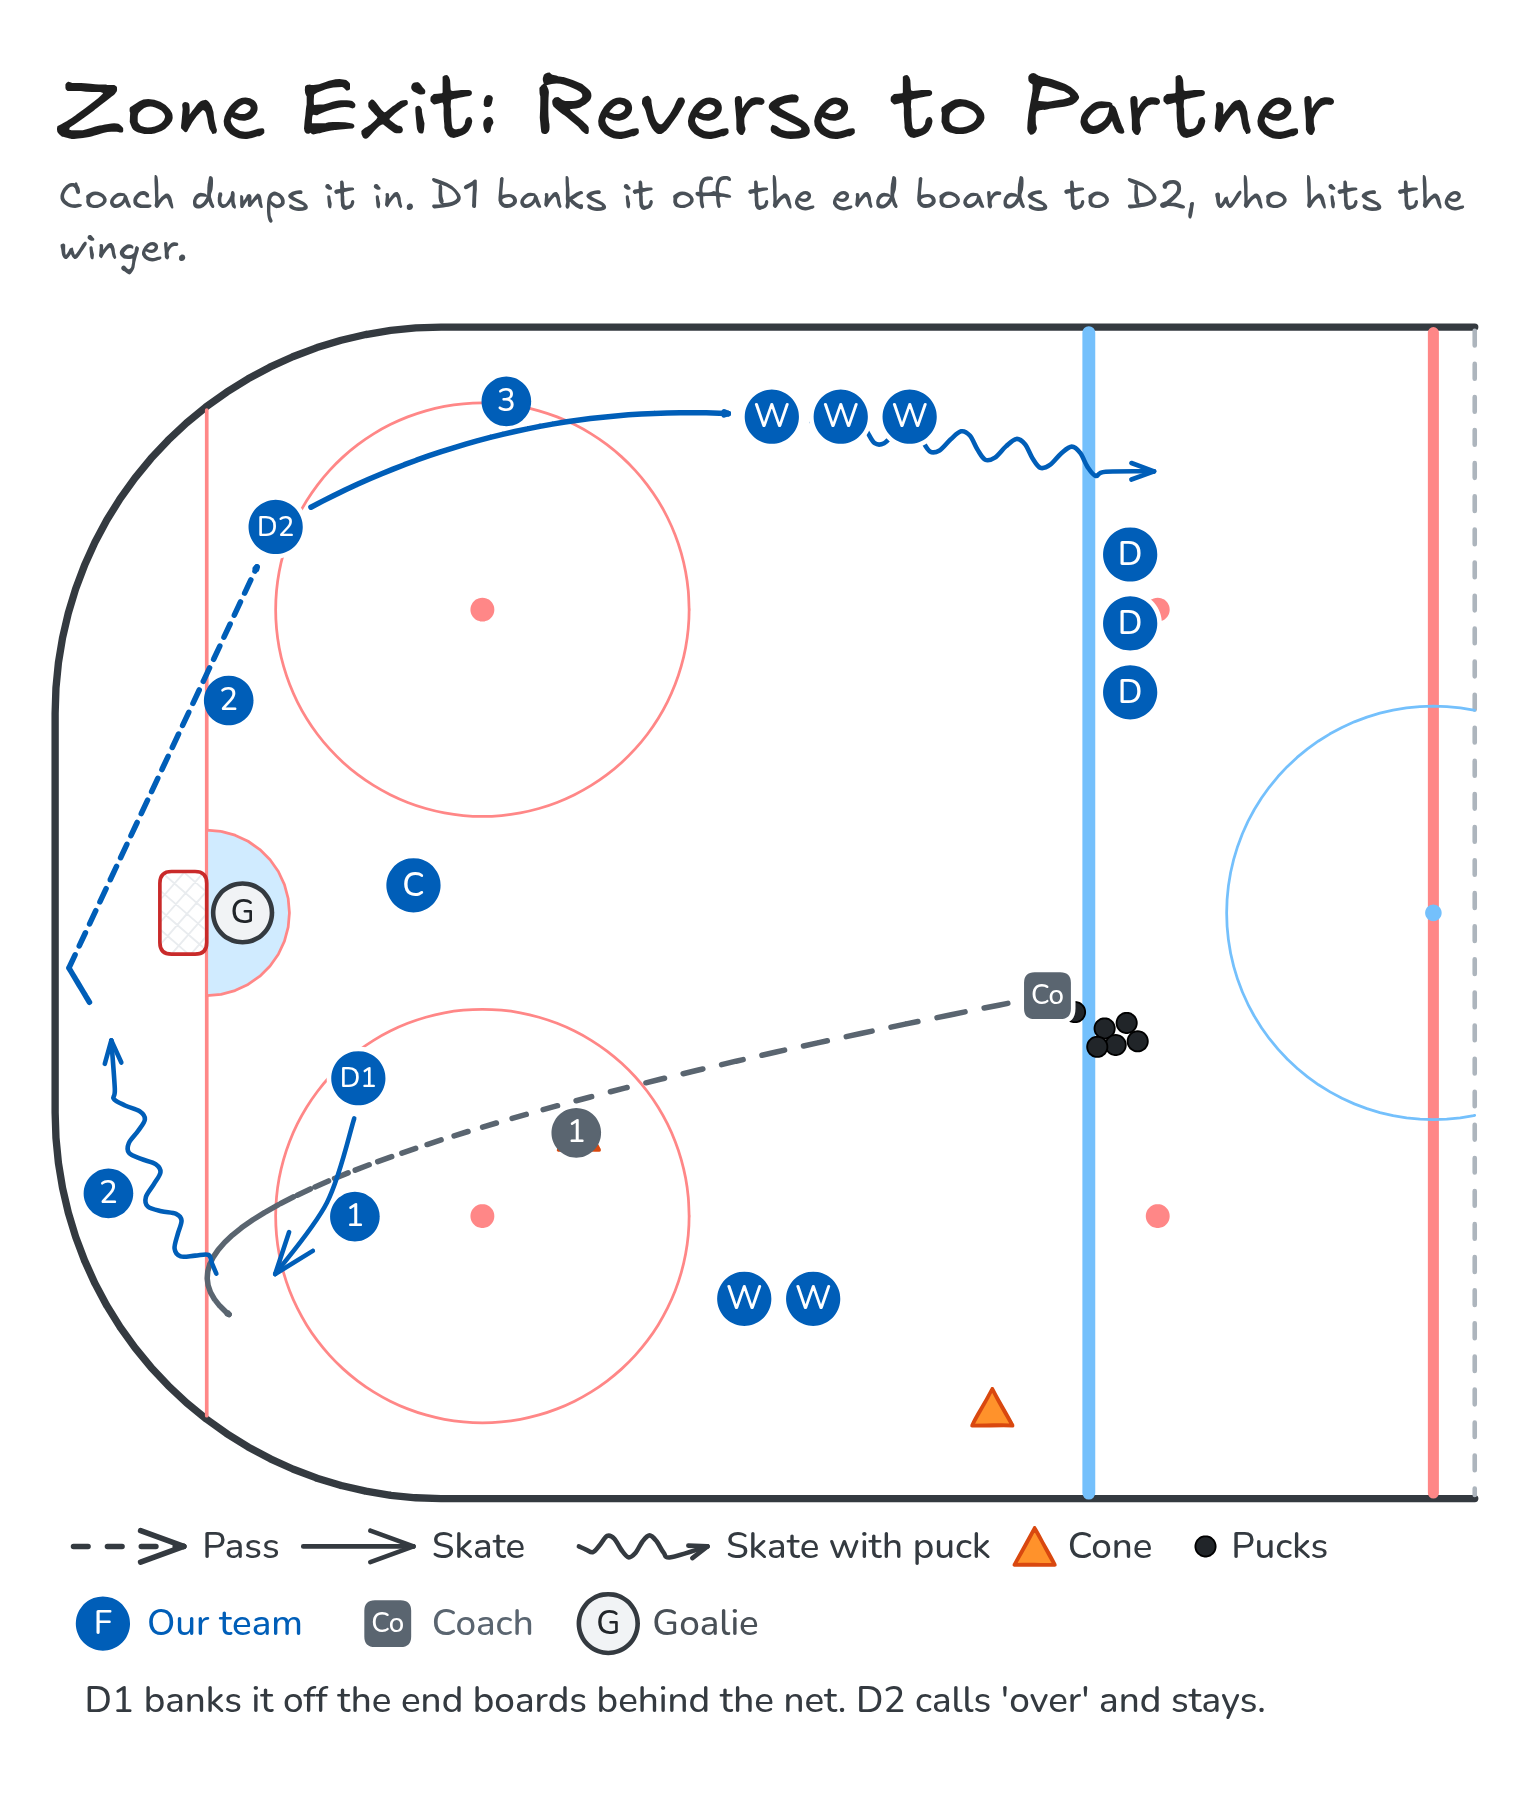 Zone Exit: Reverse to Partner
Coach dumps it in. D1 banks it off the end boards to D2, who hits the
winger.
3
W W W
D2
D
D
2
D
G
C
Co
D1
1
2
1
W W
Pass
Skate
Skate with puck
Cone
Pucks
F Our team
Co Coach
G Goalie
D1 banks it off the end boards behind the net. D2 calls 'over' and stays.